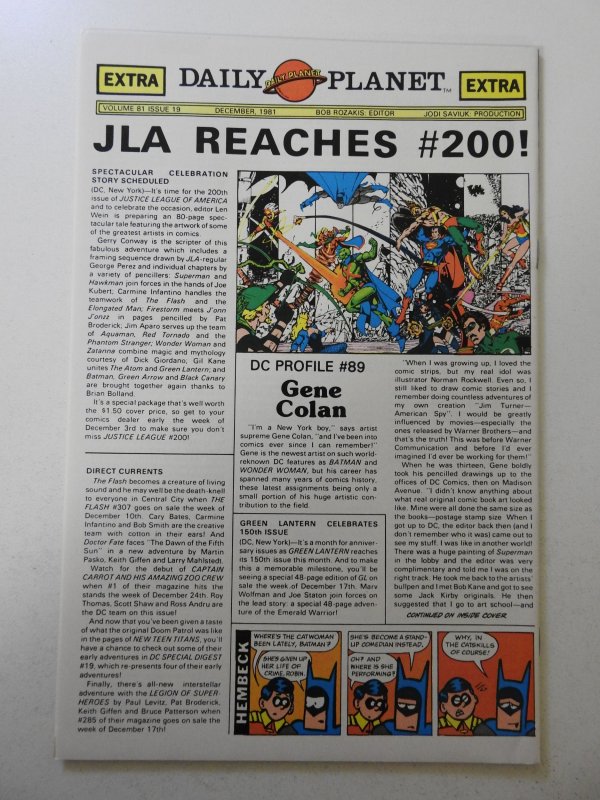 EXTRA
DAILY PLANET
DAILY PLANET
TM
EXTRA
VOLUME 81 ISSUE 19
DECEMBER, 1981
BOB ROZAKIS: EDITOR
JODI SAVIUK: PRODUCTION
JLA REACHES #200!
SPECTACULAR CELEBRATION
STORY SCHEDULED
(DC, New York)—It's time for the 200th
issue of JUSTICE LEAGUE OF AMERICA
and to celebrate the occasion, editor Len
Wein is preparing an 80-page spec-
tacular tale featuring the artwork of some
of the greatest artists in comics.
Gerry Conway is the scripter of this
fabulous adventure which includes a
framing sequence drawn by JLA-regular
George Perez and individual chapters by
a variety of pencillers: Superman and
Hawkman join forces in the hands of Joe
Kubert; Carmine Infantino handles the
teamwork of The Flash and the
Elongated Man; Firestorm meets J'onn
J'onzz in pages pencilled by Pat
Broderick; Jim Aparo serves up the team
of Aquaman, Red Tornado and the
Phantom Stranger; Wonder Woman and
Zatanna combine magic and mythology
courtesy of Dick Giordano; Gil Kane
unites The Atom and Green Lantern; and
Batman, Green Arrow and Black Canary
are brought together again thanks to
Brian Bolland.
It's a special package that's well worth
the $1.50 cover price, so get to your
comics dealer early the week of
December 3rd to make sure you don't
miss JUSTICE LEAGUE #200!
DIRECT CURRENTS
The Flash becomes a creature of living
sound and he may well be the death-knell
to everyone in Central City when THE
FLASH #307 goes on sale the week of
December 10th. Cary Bates, Carmine
Infantino and Bob Smith are the creative
team with cotton in their ears! And
Doctor Fate faces "The Dawn of the Fifth
Sun" in a new adventure by Martin
Pasko, Keith Giffen and Larry Mahlstedt.
Watch for the debut of CAPTAIN
CARROT AND HIS AMAZING ZOO CREW
when #1 of their magazine hits the
stands the week of December 24th. Roy
Thomas, Scott Shaw and Ross Andru are
the DC team on this issue!
And now that you've been given a taste
of what the original Doom Patrol was like
in the pages of NEW TEEN TITANS, you'll
have a chance to check out some of their
early adventures in DC SPECIAL DIGEST
#19, which re-presents four of their early
adventures!
Finally, there's all-new interstellar
adventure with the LEGION OF SUPER-
HEROES by Paul Levitz, Pat Broderick,
Keith Giffen and Bruce Patterson when
#285 of their magazine goes on sale the
week of December 17th!
DC PROFILE #89
Gene
Colan
"I'm a New York boy," says artist
supreme Gene Colan, "and I've been into
comics ever since I can remember!"
Gene is the newest artist on such world-
reknown DC features as BATMAN and
WONDER WOMAN, but his career has
spanned many years of comics history,
these latest assignments being only a
small portion of his huge artistic con-
tribution to the field.
GREEN LANTERN CELEBRATES
150th ISSUE
(DC, New York)—It's a month for anniver-
sary issues as GREEN LANTERN reaches
its 150th issue this month. And to make
this a memorable milestone, you'll be
seeing a special 48-page edition of GL on
sale the week of December 17th. Marv
Wolfman and Joe Staton join forces on
the lead story: a special 48-page adven-
ture of the Emerald Warrior!
"When I was growing up, I loved the
comic strips, but my real idol was
illustrator Norman Rockwell. Even so, I
still liked to draw comic stories and I
remember doing countless adventures of
my own creation "Jim Turner—
American Spy". I would be greatly
influenced by movies—especially the
ones released by Warner Brothers—and
that's the truth! This was before Warner
Communication and before I'd ever
imagined I'd ever be working for them!"
When he was thirteen, Gene boldly
took his pencilled drawings up to the
offices of DC Comics, then on Madison
Avenue. "I didn't know anything about
what real original comic book art looked
like. Mine were all done the same size as
the books—postage stamp size. When I
got up to DC, the editor back then (and I
don't remember who it was) came out to
see my stuff. I was like in another world!
There was a huge painting of Superman
in the lobby and the editor was very
complimentary and told me I was on the
right track. He took me back to the artists'
bullpen and I met Bob Kane and got to see
some Jack Kirby originals. He then
suggested that I go to art school—and
CONTINUED ON INSIDE COVER
HEMBECK
WHERE'S THE CATWOMAN
BEEN LATELY, BATMAN?
SHE'S GIVEN UP
HER LIFE OF
CRIME, ROBIN.
SHE'S BECOME A STAND-
UP COMEDIAN INSTEAD.
OH? AND
WHERE IS SHE
PERFORMING?
WHY, IN
THE CATSKILLS
OF COURSE!